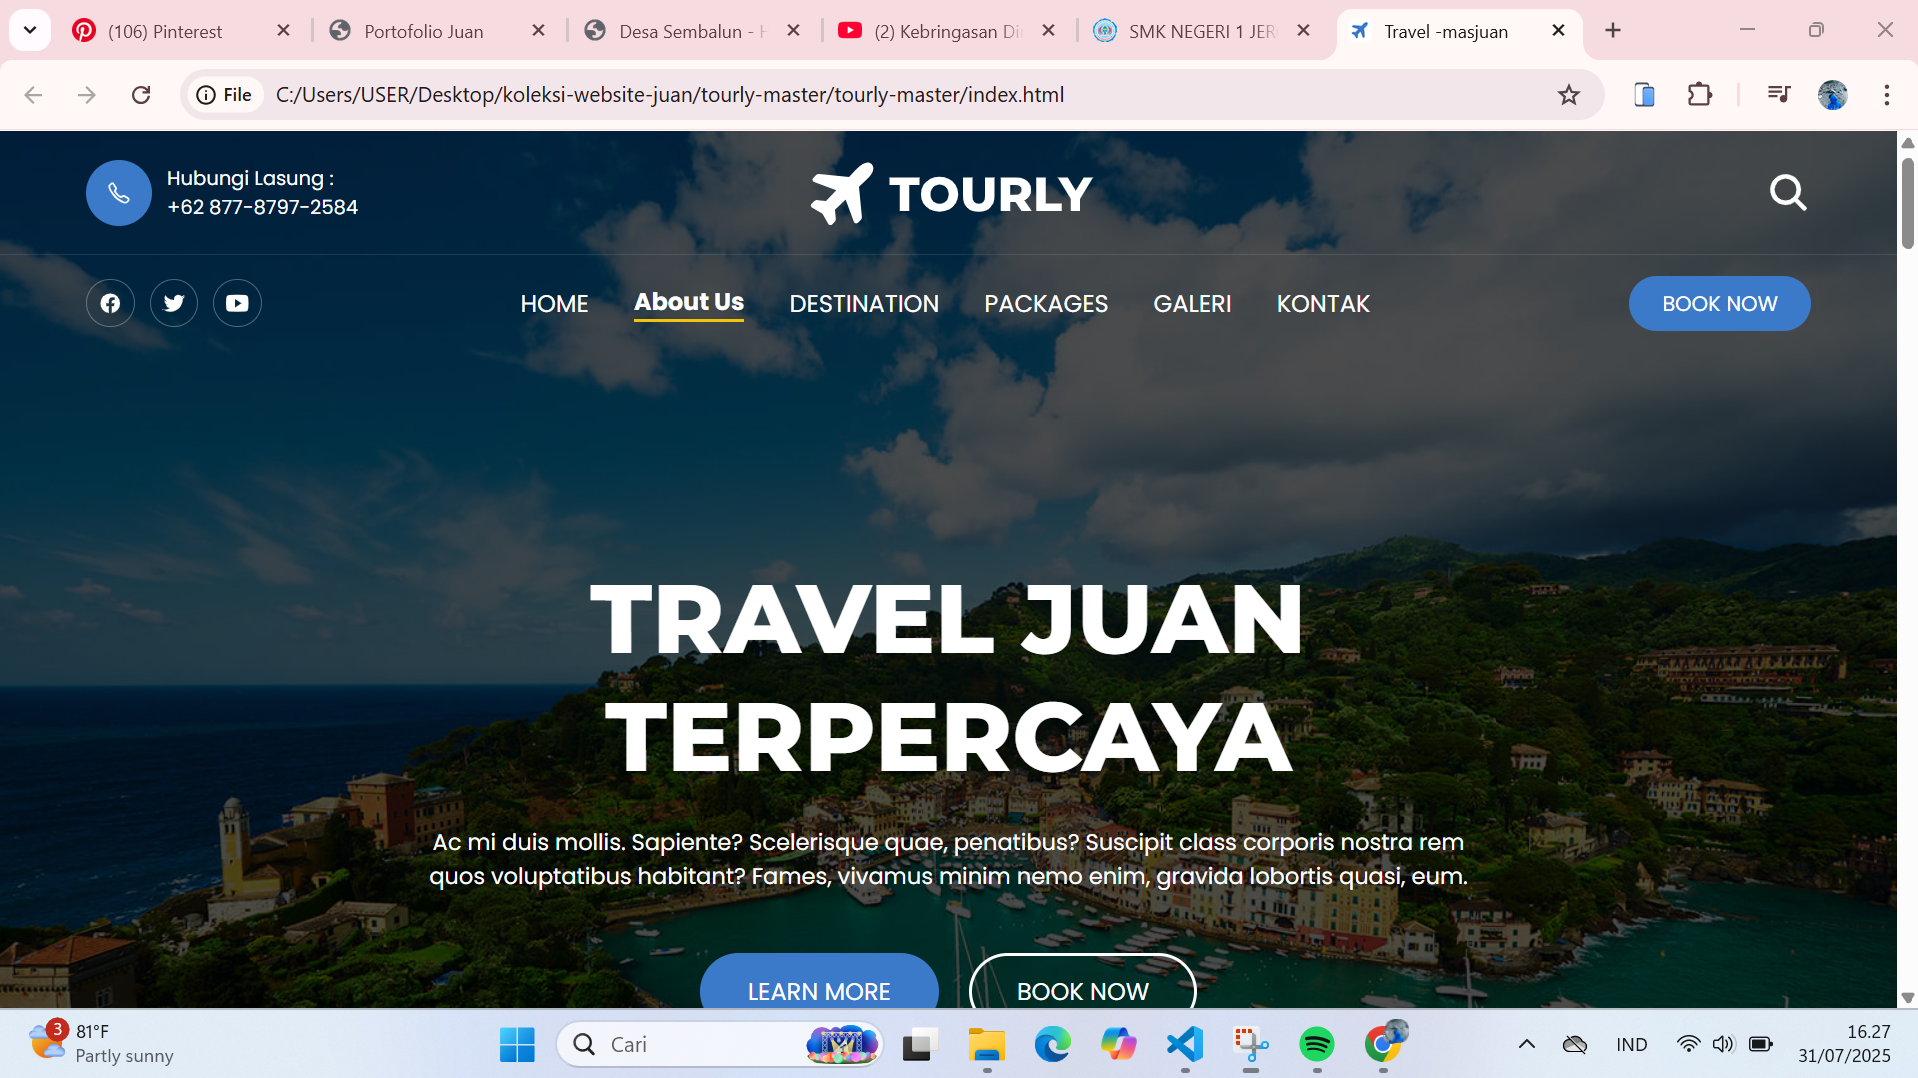 (106) Pinterest
Portofolio Juan
Desa Sembalun - H
(2) Kebringasan Di
SMK NEGERI 1 JER
Travel -masjuan
File
C:/Users/USER/Desktop/koleksi-website-juan/tourly-master/tourly-master/index.html
Hubungi Lasung :
+62 877-8797-2584
TOURLY
HOME
About Us
DESTINATION
PACKAGES
GALERI
KONTAK
BOOK NOW
TRAVEL JUAN
TERPERCAYA
Ac mi duis mollis. Sapiente? Scelerisque quae, penatibus? Suscipit class corporis nostra rem
quos voluptatibus habitant? Fames, vivamus minim nemo enim, gravida lobortis quasi, eum.
LEARN MORE
BOOK NOW
3
81°F
Partly sunny
Cari
IND
16.27
31/07/2025